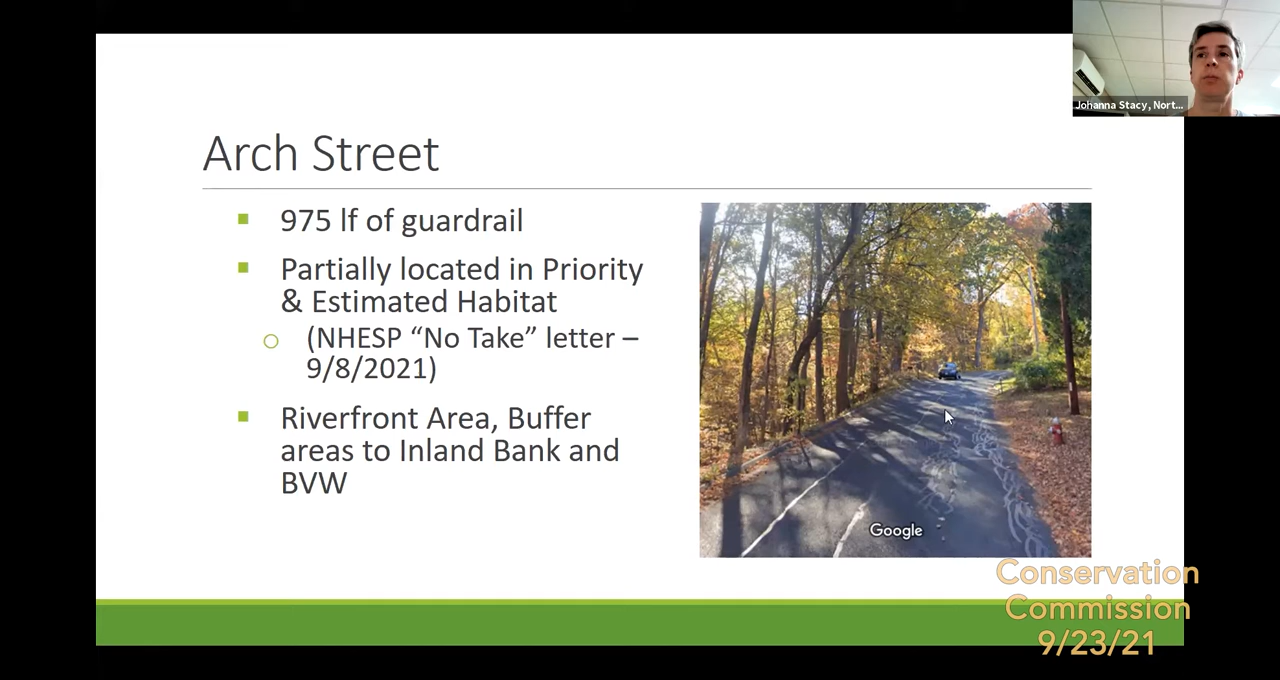 Johanna Stacy, Nort...
Arch Street
975 lf of guardrail
Partially located in Priority
& Estimated Habitat
(NHESP “No Take” letter –
9/8/2021)
Riverfront Area, Buffer
areas to Inland Bank and
BVW
Google
Conservation
Commission
9/23/21